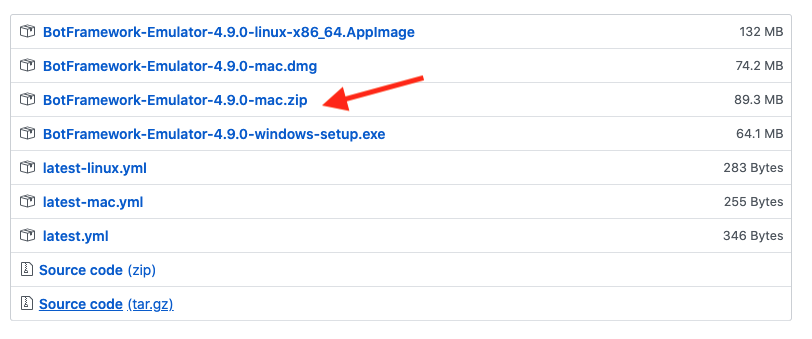 BotFramework-Emulator-4.9.0-linux-x86_64.AppImage 132 MB
BotFramework-Emulator-4.9.0-mac.dmg 74.2 MB
BotFramework-Emulator-4.9.0-mac.zip 89.3 MB
BotFramework-Emulator-4.9.0-windows-setup.exe 64.1 MB
latest-linux.yml 283 Bytes
latest-mac.yml 255 Bytes
latest.yml 346 Bytes
Source code (zip)
Source code (tar.gz)